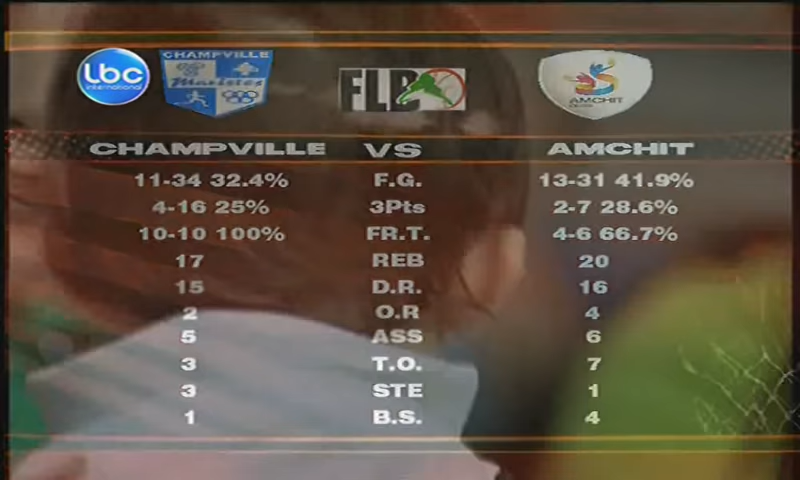 lbc
international
CHAMPVILLE
Maristes
FLB
AMCHIT
CHAMPVILLE VS AMCHIT
11-34 32.4% F.G. 13-31 41.9%
4-16 25% 3Pts 2-7 28.6%
10-10 100% FR.T. 4-6 66.7%
17 REB 20
15 D.R. 16
2 O.R 4
5 ASS 6
3 T.O. 7
3 STE 1
1 B.S. 4